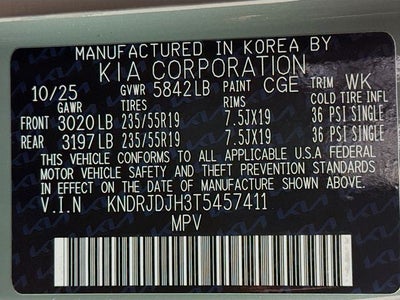 MANUFACTURED IN KOREA BY
KIA CORPORATION
10/25 GVWR 5842LB PAINT CGE TRIM WK
GAWR TIRES RIMS COLD TIRE INFL
FRONT 3020LB 235/55R19 7.5JX19 36 PSI SINGLE
REAR 3197LB 235/55R19 7.5JX19 36 PSI SINGLE
THIS VEHICLE CONFORMS TO ALL APPLICABLE U.S.A FEDERAL
MOTOR VEHICLE SAFETY AND THEFT PREVENTION STANDARDS
IN EFFECT ON THE DATE OF MANUFACTURE SHOWN ABOVE
V.I.N KNDRJDJH3T5457411
MPV